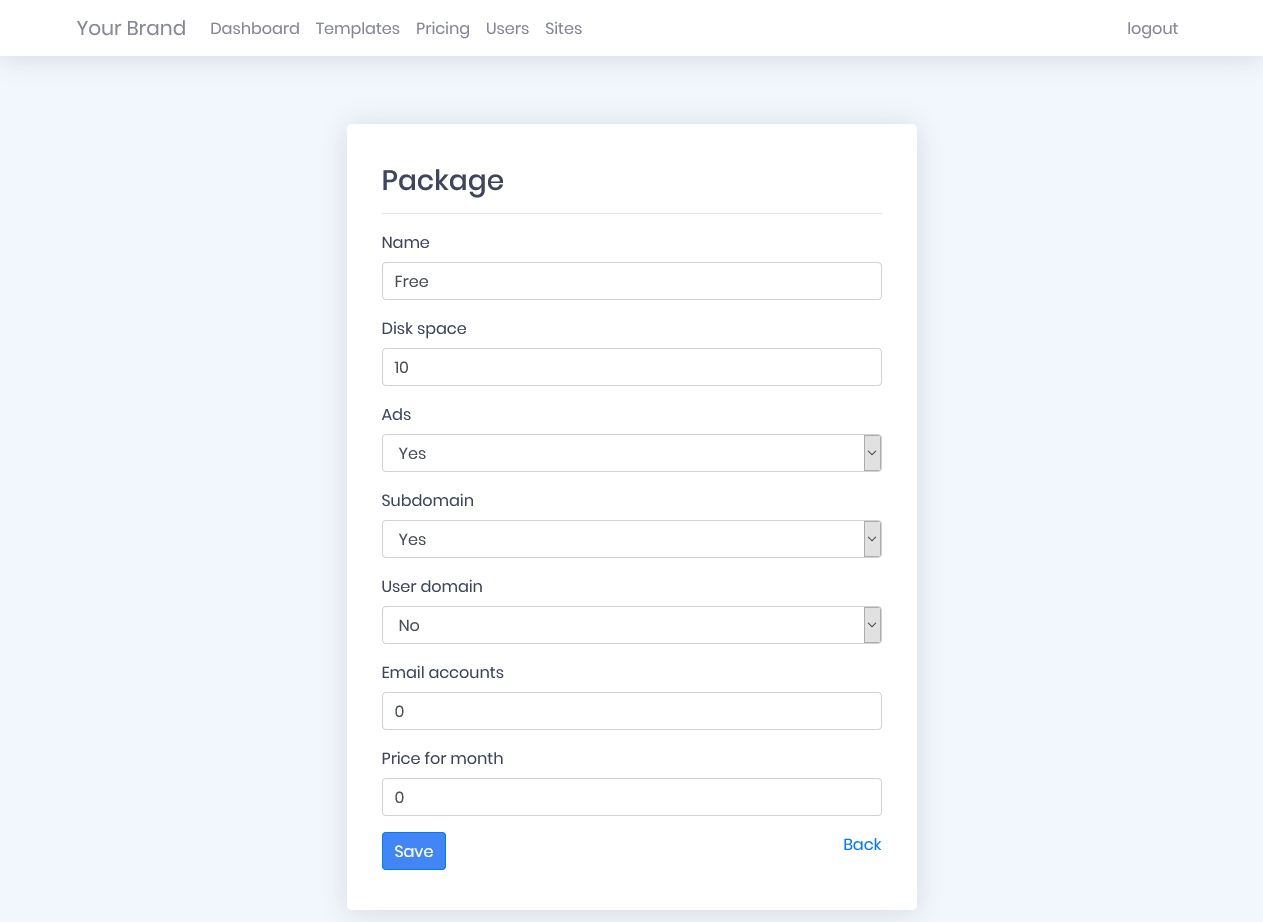 Your Brand Dashboard Templates Pricing Users Sites logout
Package
Name
Free
Disk space
10
Ads
Yes
Subdomain
Yes
User domain
No
Email accounts
0
Price for month
0
Save Back